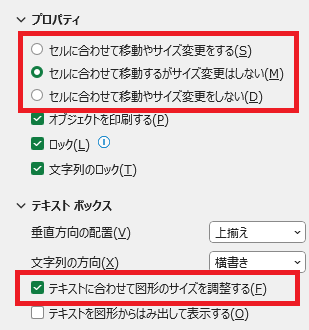 プロパティ
セルに合わせて移動やサイズ変更をする(S)
セルに合わせて移動するがサイズ変更はしない(M)
セルに合わせて移動やサイズ変更をしない(D)
オブジェクトを印刷する(P)
ロック(L)
文字列のロック(T)
テキスト ボックス
垂直方向の配置(V) 上揃え
文字列の方向(X) 横書き
テキストに合わせて図形のサイズを調整する(F)
テキストを図形からはみ出して表示する(O)